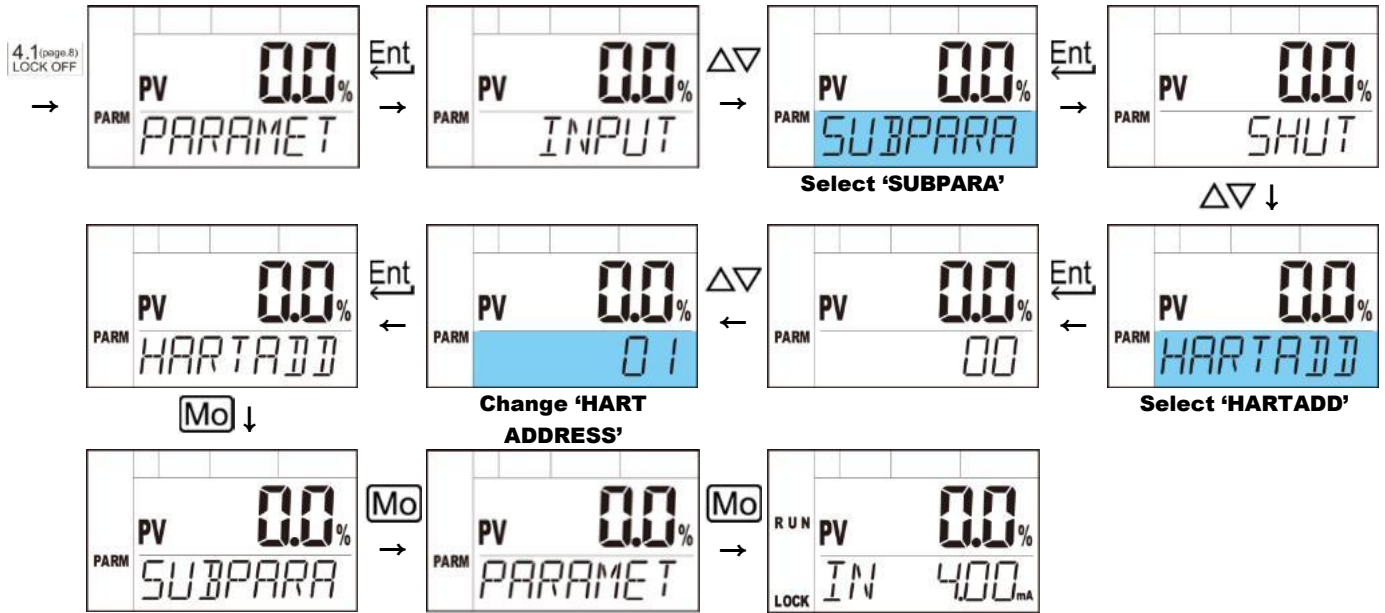 4.1(page.8)
LOCK OFF
→
PV 0.0%
PARM
PARAMET
Ent
→
PV 0.0%
PARM
INPUT
△▽
→
PV 0.0%
PARM
SUBPARA
Select ‘SUBPARA’
Ent
→
PV 0.0%
PARM
SHUT
△▽ ↓
PV 0.0%
PARM
HARTADD
Select ‘HARTADD’
Ent
←
PV 0.0%
PARM
00
△▽
←
PV 0.0%
PARM
01
Change ‘HART
ADDRESS’
Ent
←
PV 0.0%
PARM
HARTADD
Mo ↓
PV 0.0%
PARM
SUBPARA
Mo
→
PV 0.0%
PARM
PARAMET
Mo
→
RUN PV 0.0%
LOCK IN 4.00mA